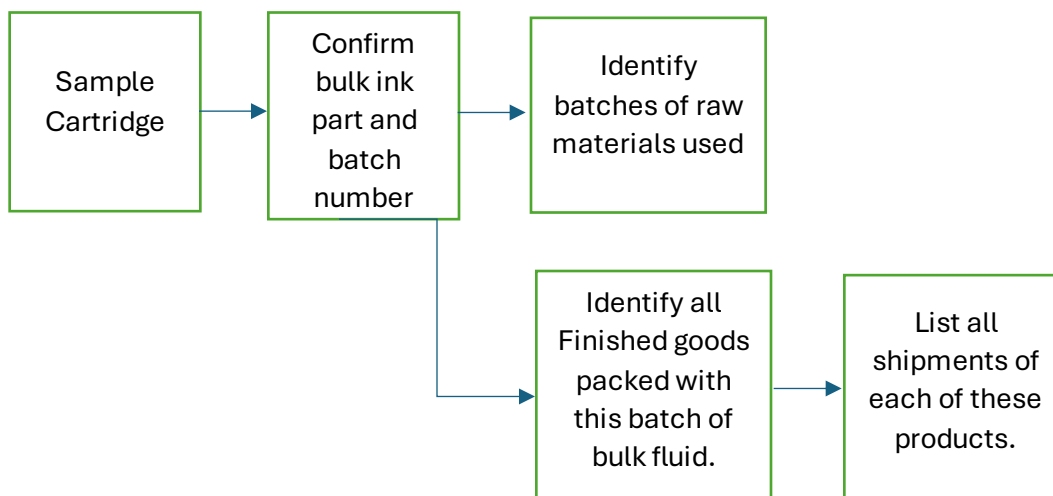 Sample
Cartridge
Confirm
bulk ink
part and
batch
number
Identify
batches of raw
materials used
Identify all
Finished goods
packed with
this batch of
bulk fluid.
List all
shipments of
each of these
products.